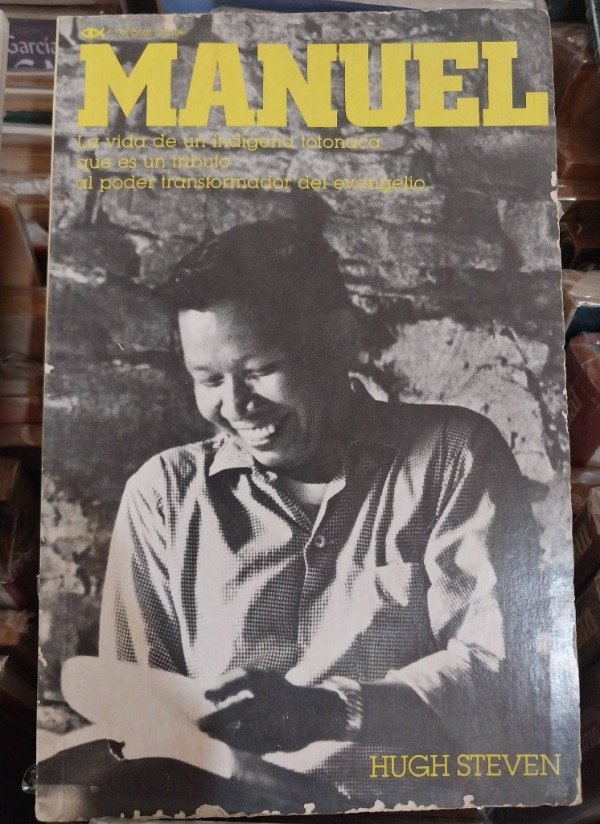 Editorial Caribe
MANUEL
La vida de un indígena totonaca
que es un tributo
al poder transformador del evangelio.
HUGH STEVEN
García